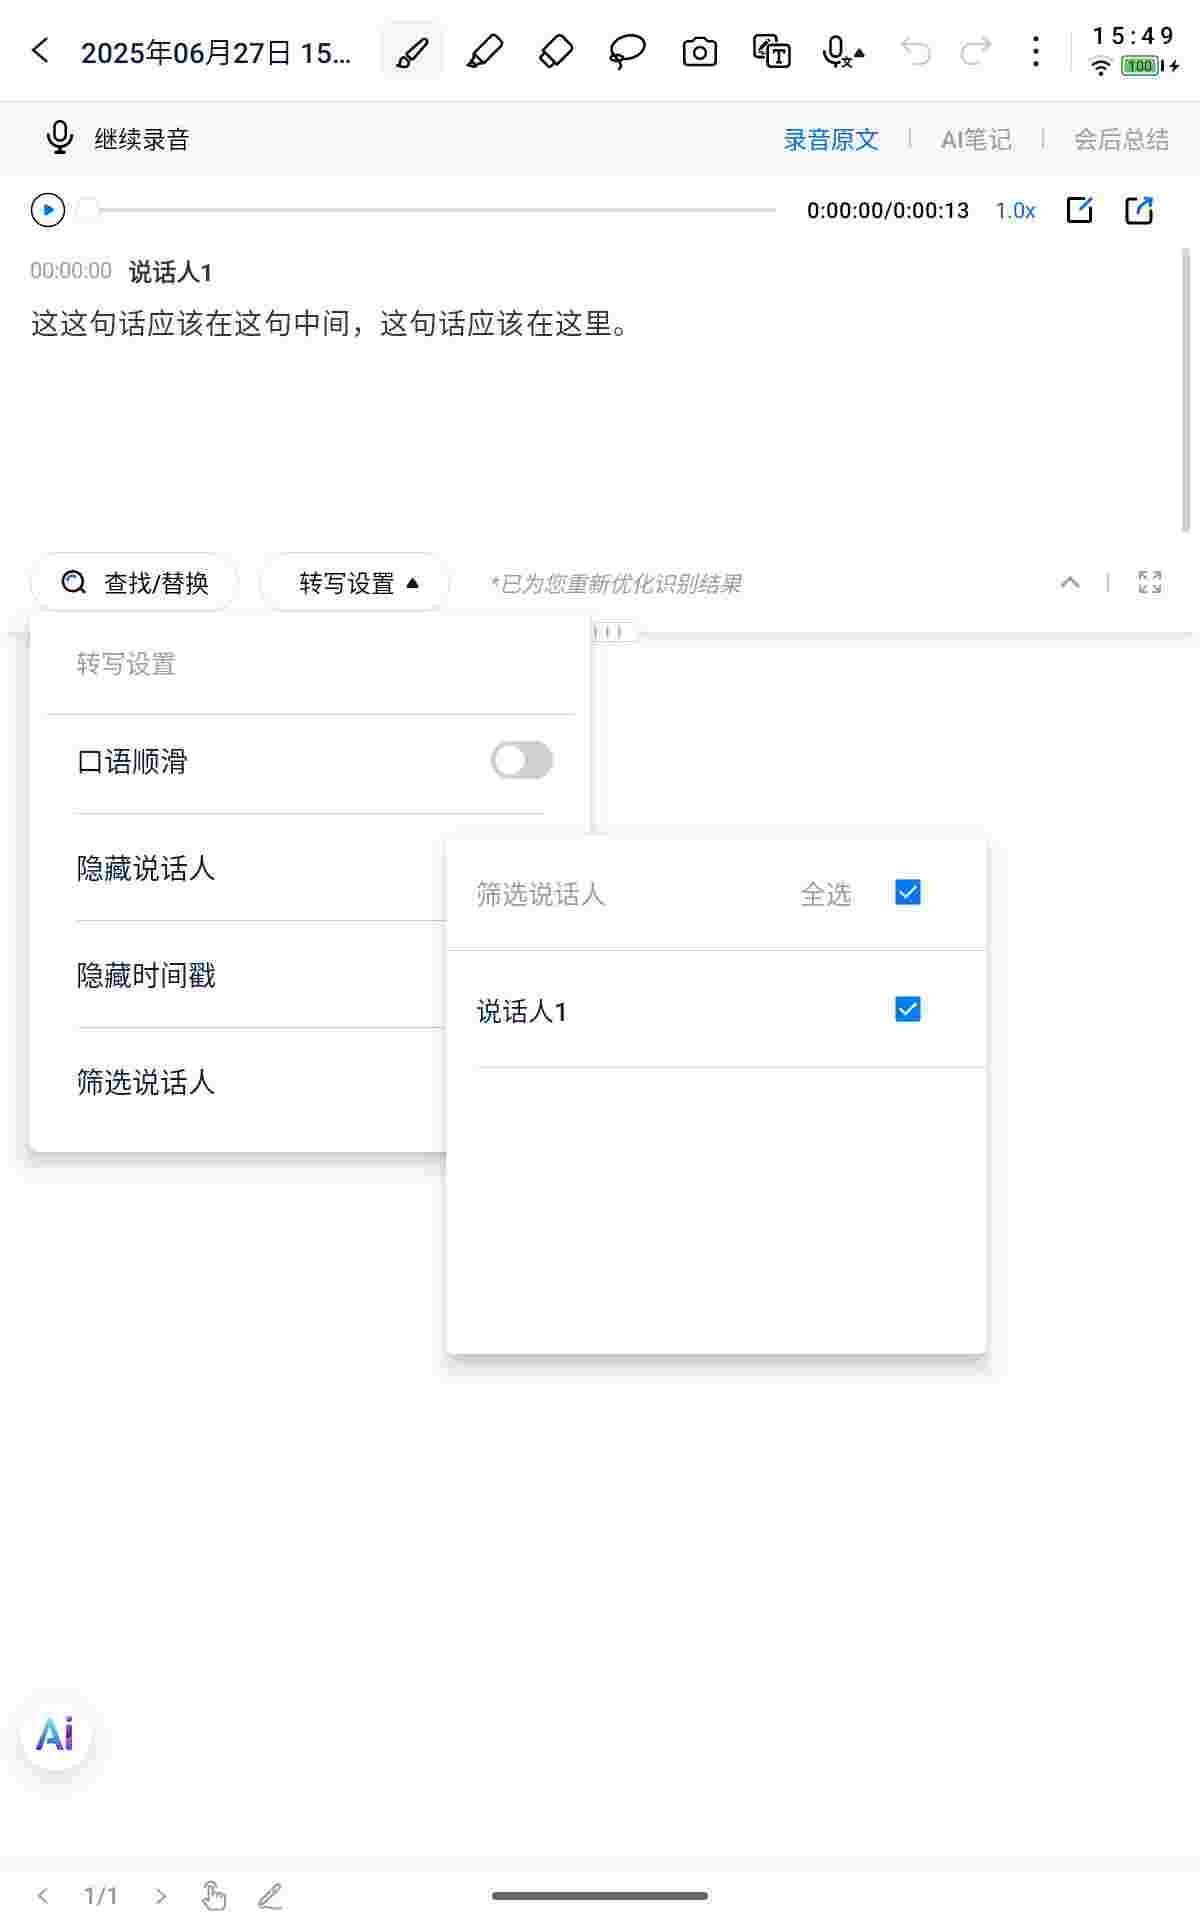 2025年06月27日 15...
15:49
100
继续录音
录音原文
AI笔记
会后总结
0:00:00/0:00:13
1.0x
00:00:00 说话人1
这这句话应该在这句中间，这句话应该在这里。
查找/替换
转写设置
*已为您重新优化识别结果
转写设置
口语顺滑
隐藏说话人
隐藏时间戳
筛选说话人
筛选说话人 全选
说话人1
Ai
1/1